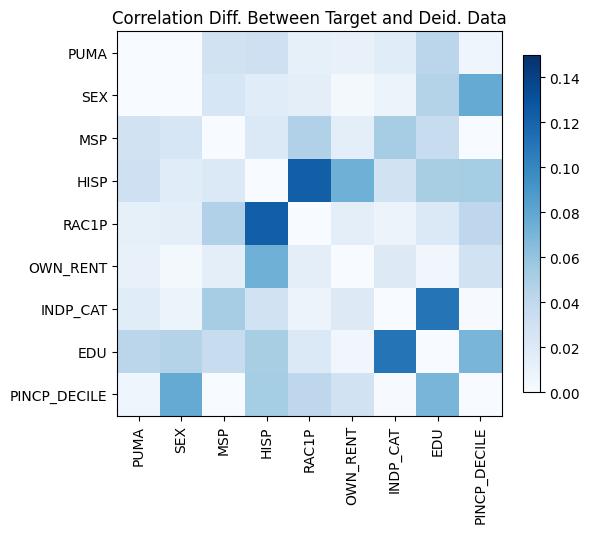 Correlation Diff. Between Target and Deid. Data
PUMA
SEX
MSP
HISP
RAC1P
OWN_RENT
INDP_CAT
EDU
PINCP_DECILE
PUMA
SEX
MSP
HISP
RAC1P
OWN_RENT
INDP_CAT
EDU
PINCP_DECILE
0.14
0.12
0.10
0.08
0.06
0.04
0.02
0.00